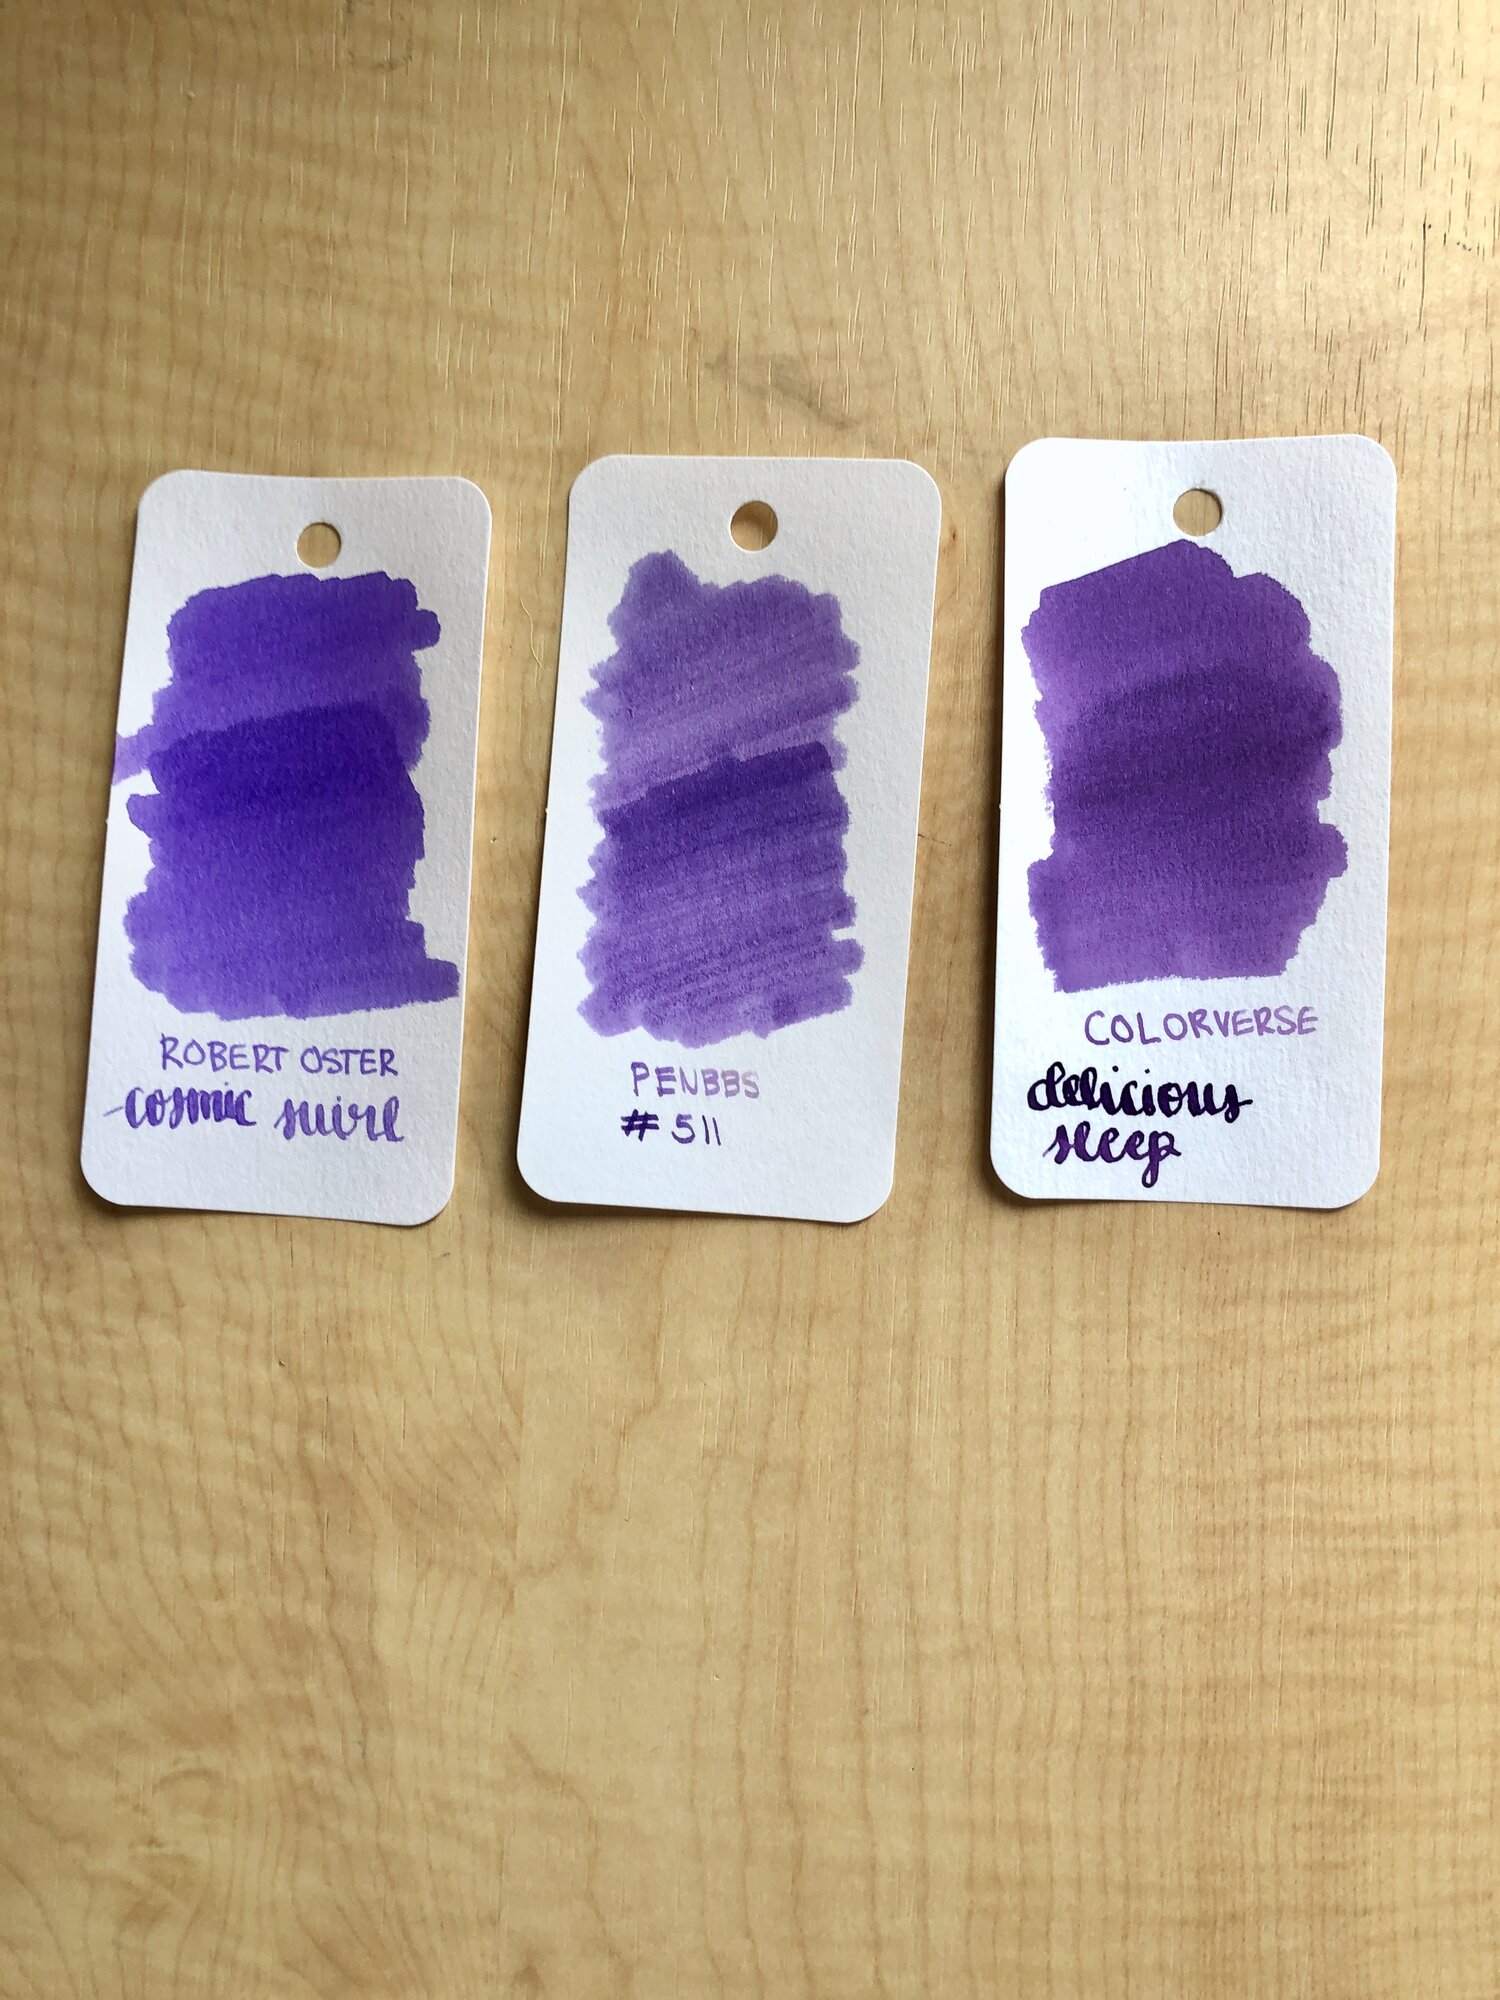 ROBERT OSTER
cosmic swirl
PENBBS
# 511
COLORVERSE
delicious
sleep